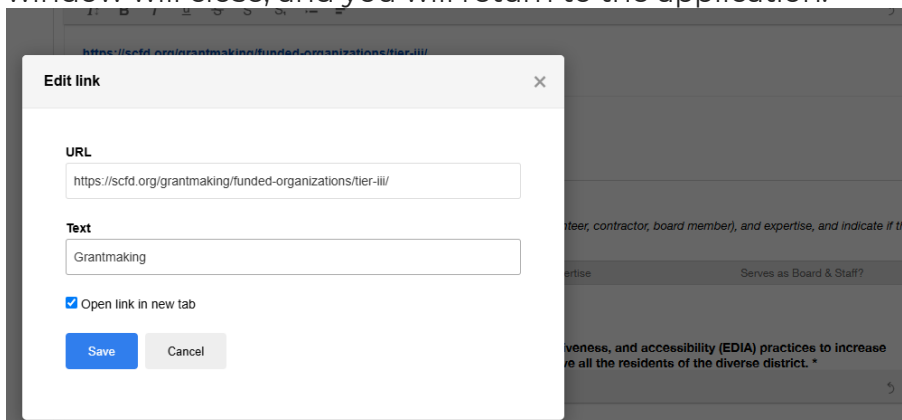 window will close, and you will return to the application.
https://scfd.org/grantmaking/funded-organizations/tier-iii/
Edit link
×
URL
https://scfd.org/grantmaking/funded-organizations/tier-iii/
Text
Grantmaking
Open link in new tab
Save
Cancel
nteer, contractor, board member), and expertise, and indicate if th
ertise
Serves as Board & Staff?
iveness, and accessibility (EDIA) practices to increase
ve all the residents of the diverse district. *